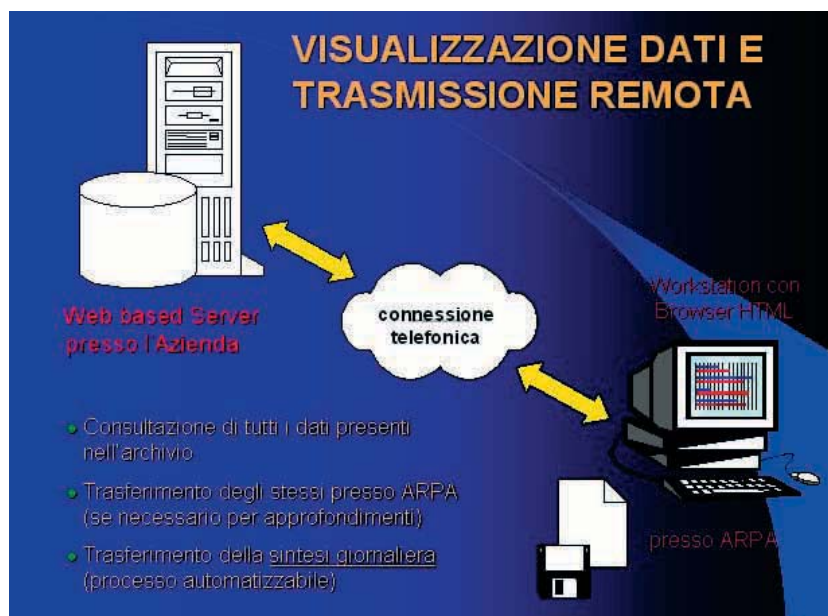 VISUALIZZAZIONE DATI E
TRASMISSIONE REMOTA
Web based Server
presso l'Azienda
connessione
telefonica
Workstation con
Browser HTML
presso ARPA
Consultazione di tutti i dati presenti
nell'archivio
Trasferimento degli stessi presso ARPA
(se necessario per approfondimenti)
Trasferimento della sintesi giornaliera
(processo automatizzabile)